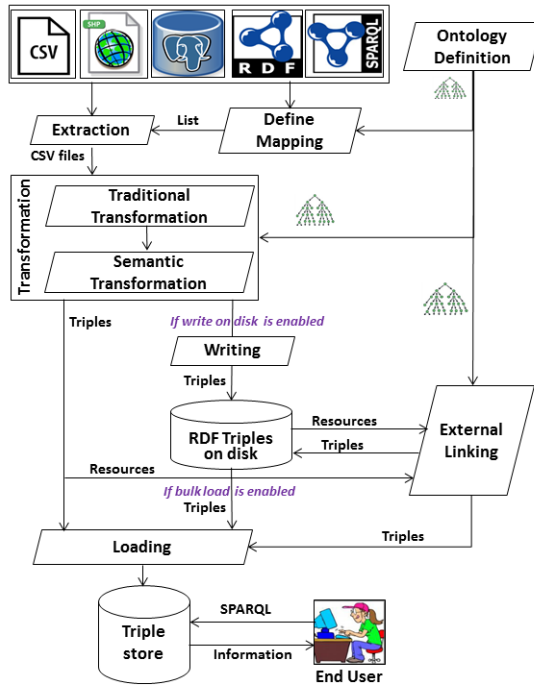 CSV
SHP
RDF
SPARQL
Ontology
Definition
Extraction
List
Define
Mapping
CSV files
Transformation
Traditional
Transformation
Semantic
Transformation
Triples
If write on disk is enabled
Writing
Triples
RDF Triples
on disk
Resources
Triples
External
Linking
Resources
If bulk load is enabled
Triples
Triples
Loading
Triple
store
SPARQL
Information
End User